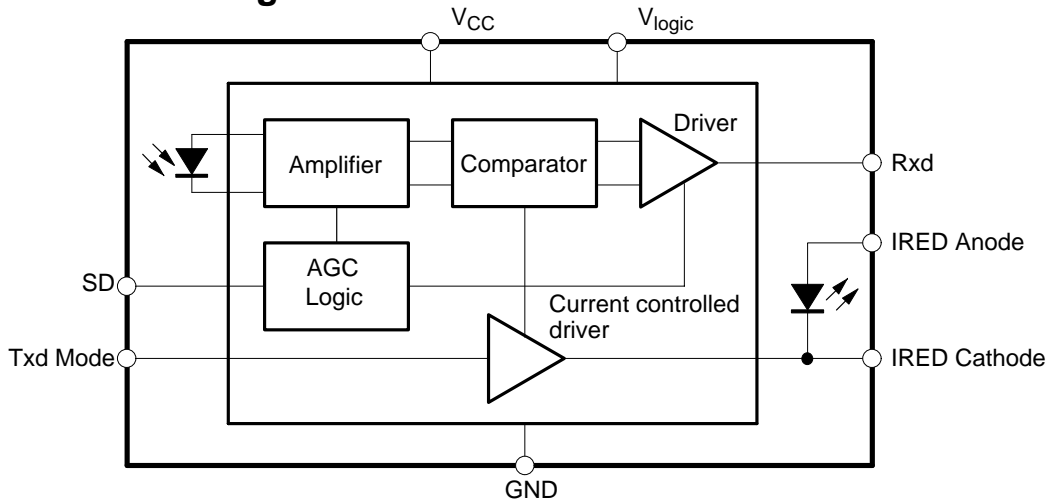 VCC
Vlogic
Driver
Amplifier
Comparator
Rxd
IRED Anode
SD
AGC
Logic
Current controlled
driver
Txd Mode
IRED Cathode
GND